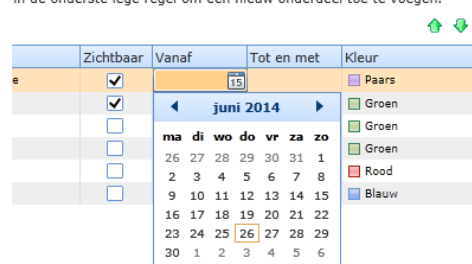 in de onderste lege regel om een nieuw onderdeel toe te voegen.
Zichtbaar Vanaf Tot en met Kleur
e 15 Paars
Groen
Groen
Groen
Rood
Blauw
juni 2014
ma di wo do vr za zo
26 27 28 29 30 31 1
2 3 4 5 6 7 8
9 10 11 12 13 14 15
16 17 18 19 20 21 22
23 24 25 26 27 28 29
30 1 2 3 4 5 6